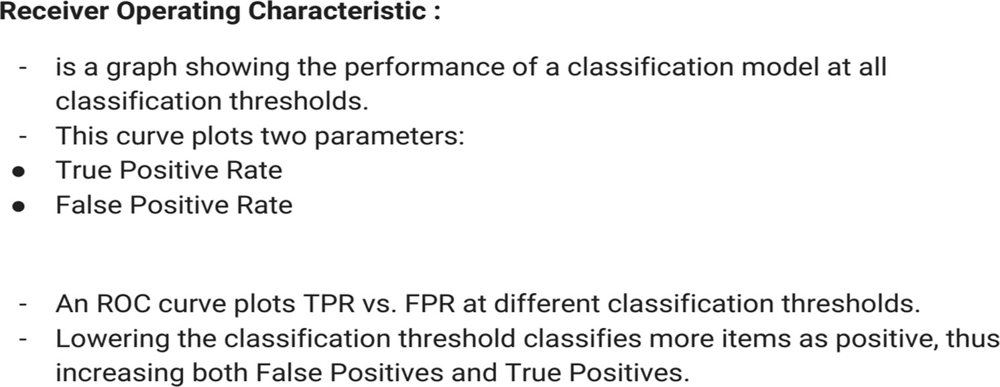 Receiver Operating Characteristic :
- is a graph showing the performance of a classification model at all
classification thresholds.
- This curve plots two parameters:
● True Positive Rate
● False Positive Rate
- An ROC curve plots TPR vs. FPR at different classification thresholds.
- Lowering the classification threshold classifies more items as positive, thus
increasing both False Positives and True Positives.